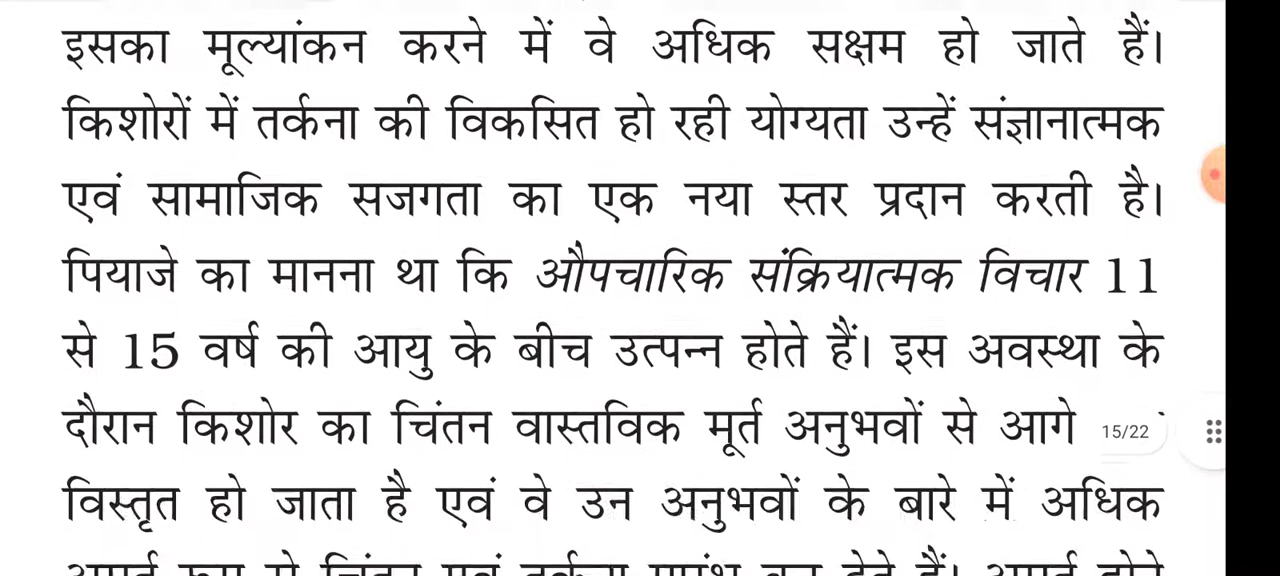 इसका मूल्यांकन करने में वे अधिक सक्षम हो जाते हैं।
किशोरों में तर्कना की विकसित हो रही योग्यता उन्हें संज्ञानात्मक
एवं सामाजिक सजगता का एक नया स्तर प्रदान करती है।
पियाजे का मानना था कि औपचारिक संक्रियात्मक विचार 11
से 15 वर्ष की आयु के बीच उत्पन्न होते हैं। इस अवस्था के
दौरान किशोर का चिंतन वास्तविक मूर्त अनुभवों से आगे
15/22
विस्तृत हो जाता है एवं वे उन अनुभवों के बारे में अधिक